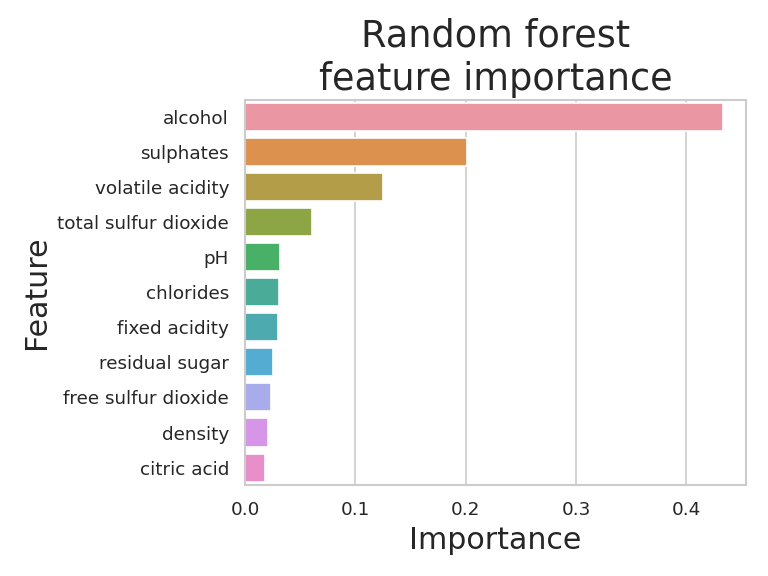 Random forest
feature importance
Feature
alcohol
sulphates
volatile acidity
total sulfur dioxide
pH
chlorides
fixed acidity
residual sugar
free sulfur dioxide
density
citric acid
0.0 0.1 0.2 0.3 0.4
Importance